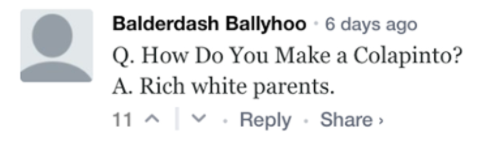 Balderdash Ballyhoo · 6 days ago
Q. How Do You Make a Colapinto?
A. Rich white parents.
11 · Reply · Share ›